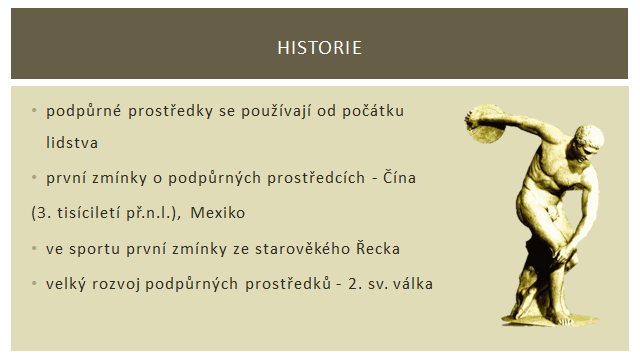 HISTORIE
• podpůrné prostředky se používají od počátku
lidstva
• první zmínky o podpůrných prostředcích - Čína
(3. tisíciletí př.n.l.), Mexiko
• ve sportu první zmínky ze starověkého Řecka
• velký rozvoj podpůrných prostředků - 2. sv. válka